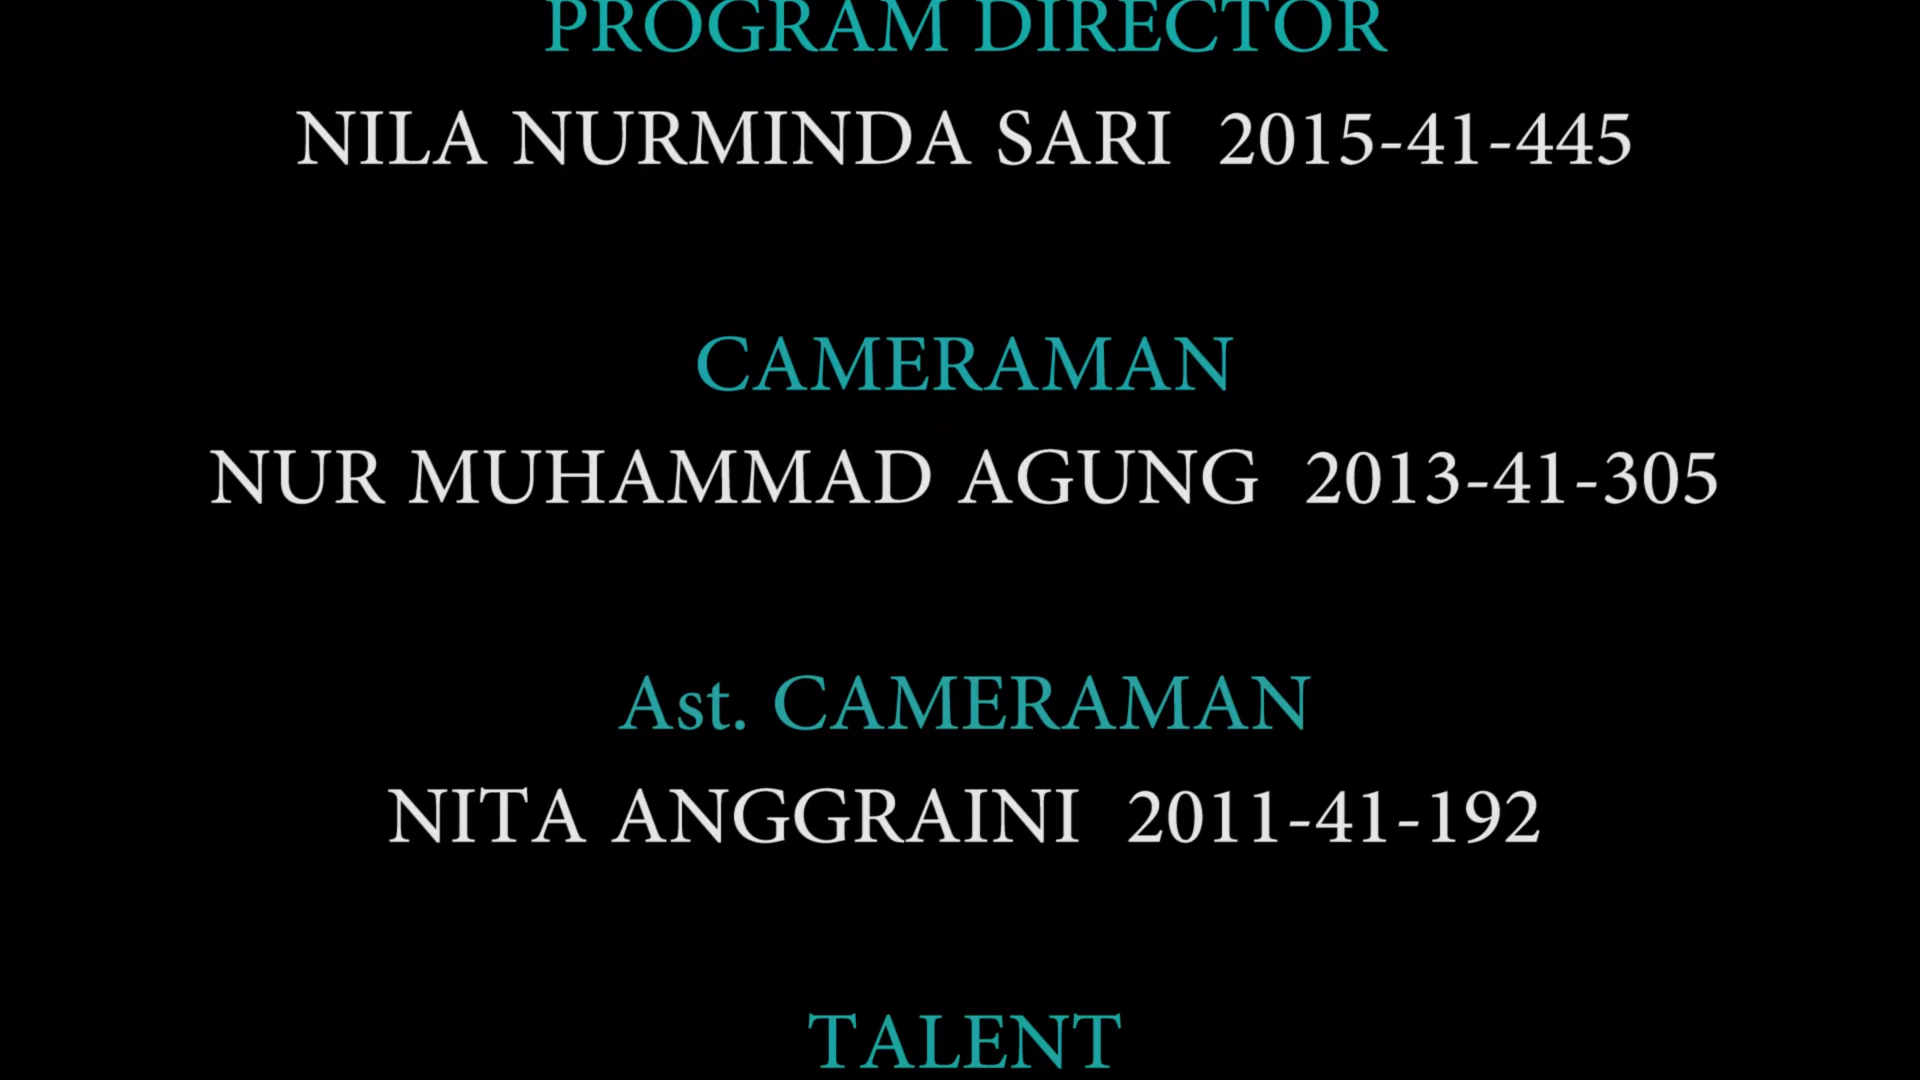 PROGRAM DIRECTOR
NILA NURMINDA SARI 2015-41-445
CAMERAMAN
NUR MUHAMMAD AGUNG 2013-41-305
Ast. CAMERAMAN
NITA ANGGRAINI 2011-41-192
TALENT